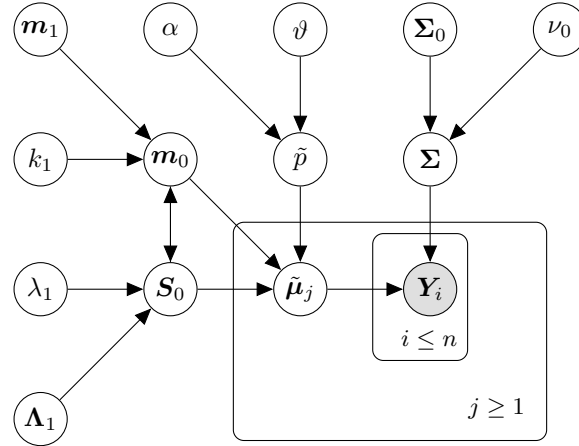 𝒎₁ α ϑ 𝚺₀ ν₀
k₁ 𝒎₀ p̃ 𝚺
λ₁ 𝑺₀ 𝝁̃ⱼ 𝒀ᵢ
i ≤ n
𝚲₁ j ≥ 1